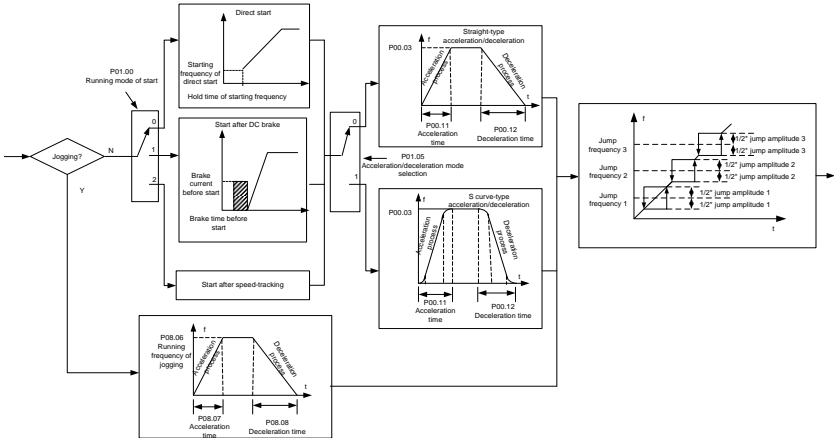 Jogging?
N
Y
P01.00
Running mode of start
0
1
2
Direct start
Starting
frequency of
direct start
Hold time of starting frequency
Start after DC brake
Brake
current before
start
Brake time before
start
Start after speed-tracking
0
1
P01.05
Acceleration/deceleration mode
selection
Straight-type
acceleration/deceleration
f
P00.03
Acceleration
process
Deceleration
process
t
P00.11
Acceleration
time
P00.12
Deceleration time
S curve-type
acceleration/deceleration
f
P00.03
Acceleration
process
Deceleration
process
t
P00.11
Acceleration
time
P00.12
Deceleration time
f
P08.06
Running
frequency of
jogging
Acceleration
process
Deceleration
process
t
P08.07
Acceleration
time
P08.08
Deceleration time
f
Jump
frequency 3
Jump
frequency 2
Jump
frequency 1
1/2* jump amplitude 3
1/2* jump amplitude 3
1/2* jump amplitude 2
1/2* jump amplitude 2
1/2* jump amplitude 1
1/2* jump amplitude 1
t